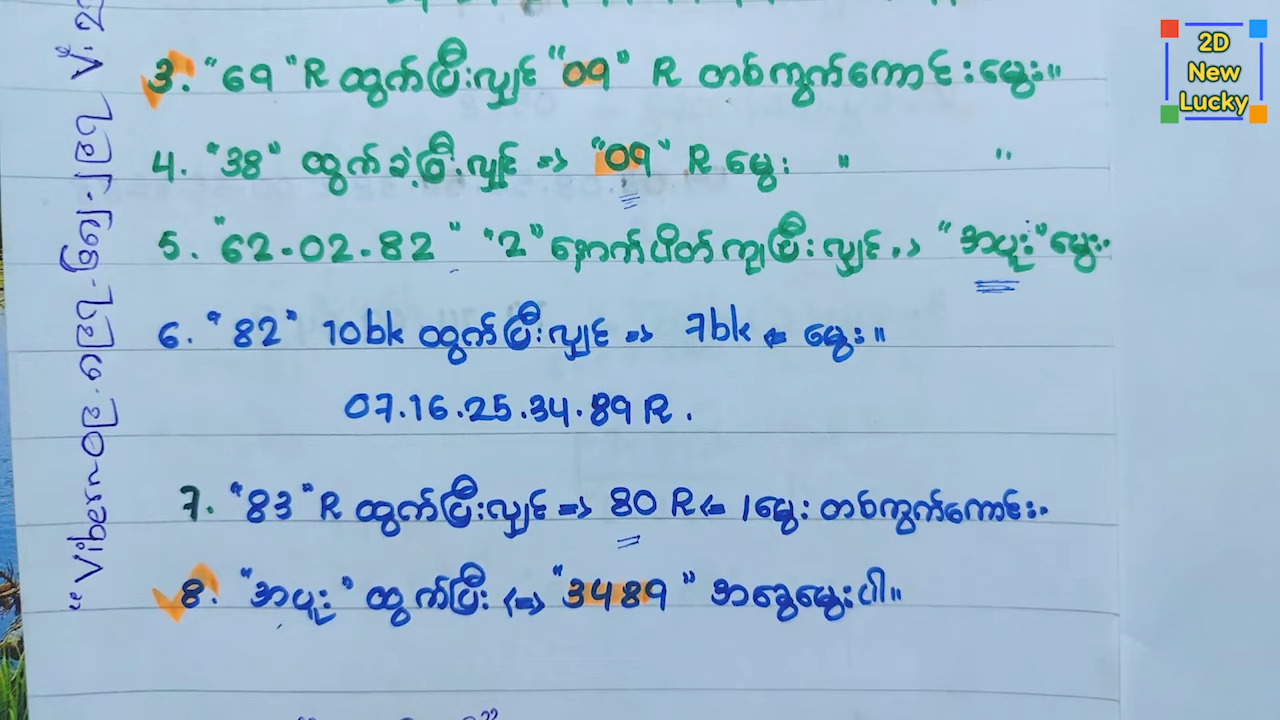 3. "69" R ထွက်ပြီးလျှင် "09" R တစ်ကွက်ကောင်းမွေး။
4. "38" ထွက်ခဲ့ပြီးလျှင် => "09" R မွေး " "
5. "62.02.82" "2" နောက်ပိတ်ကျပြီးလျှင် => "အပူး" မွေး။
6. "82" 10bk ထွက်ပြီးလျှင် => 7bk <= မွေး။
07.16.25.34.89 R.
7. "83" R ထွက်ပြီးလျှင် => 80 R <= /မွေး တစ်ကွက်ကောင်း။
8. "အပူး" ထွက်ပြီး <=> "3489" အခွေမွေးပါ။
"Viber
2D
New
Lucky